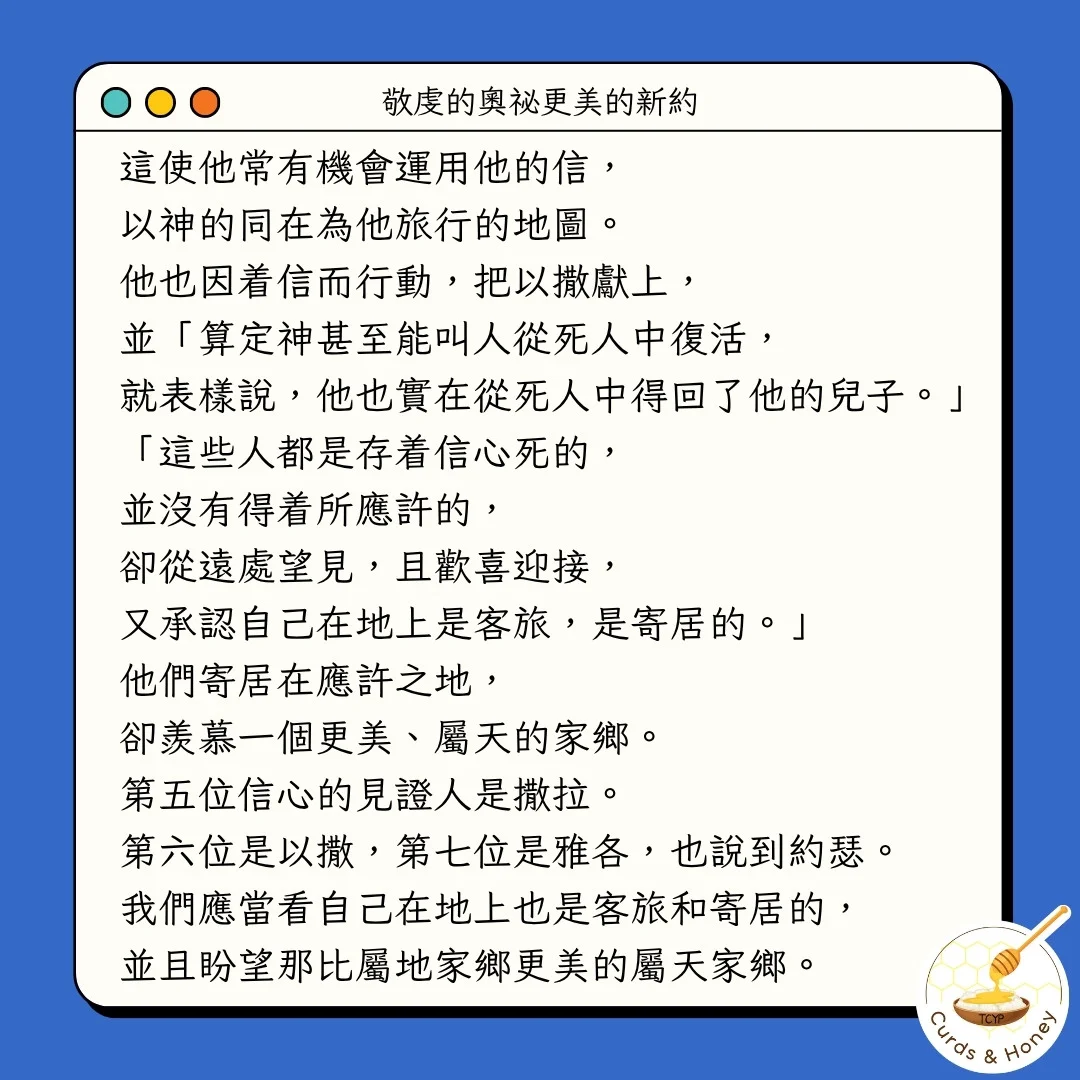 敬虔的奧祕更美的新約
這使他常有機會運用他的信，
以神的同在為他旅行的地圖。
他也因着信而行動，把以撒獻上，
並「算定神甚至能叫人從死人中復活，
就表樣說，他也實在從死人中得回了他的兒子。」
「這些人都是存着信心死的，
並沒有得着所應許的，
卻從遠處望見，且歡喜迎接，
又承認自己在地上是客旅，是寄居的。」
他們寄居在應許之地，
卻羨慕一個更美、屬天的家鄉。
第五位信心的見證人是撒拉。
第六位是以撒，第七位是雅各，也說到約瑟。
我們應當看自己在地上也是客旅和寄居的，
並且盼望那比屬地家鄉更美的屬天家鄉。
TCYP
Curds & Honey